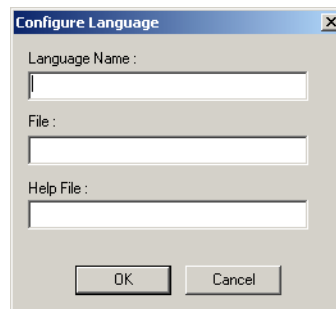 Configure Language
Language Name :
File :
Help File :
OK Cancel